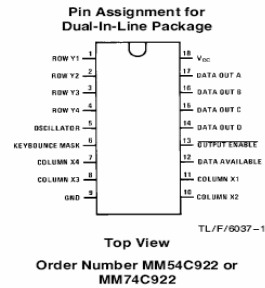 Pin Assignment for
Dual-In-Line Package
ROW Y1 1
ROW Y2 2
ROW Y3 3
ROW Y4 4
OSCILLATOR 5
KEYBOUNCE MASK 6
COLUMN X4 7
COLUMN X3 8
GND 9
18 VCC
17 DATA OUT A
16 DATA OUT B
15 DATA OUT C
14 DATA OUT D
13 OUTPUT ENABLE
12 DATA AVAILABLE
11 COLUMN X1
10 COLUMN X2
TL/F/6037–1
Top View
Order Number MM54C922 or
MM74C922